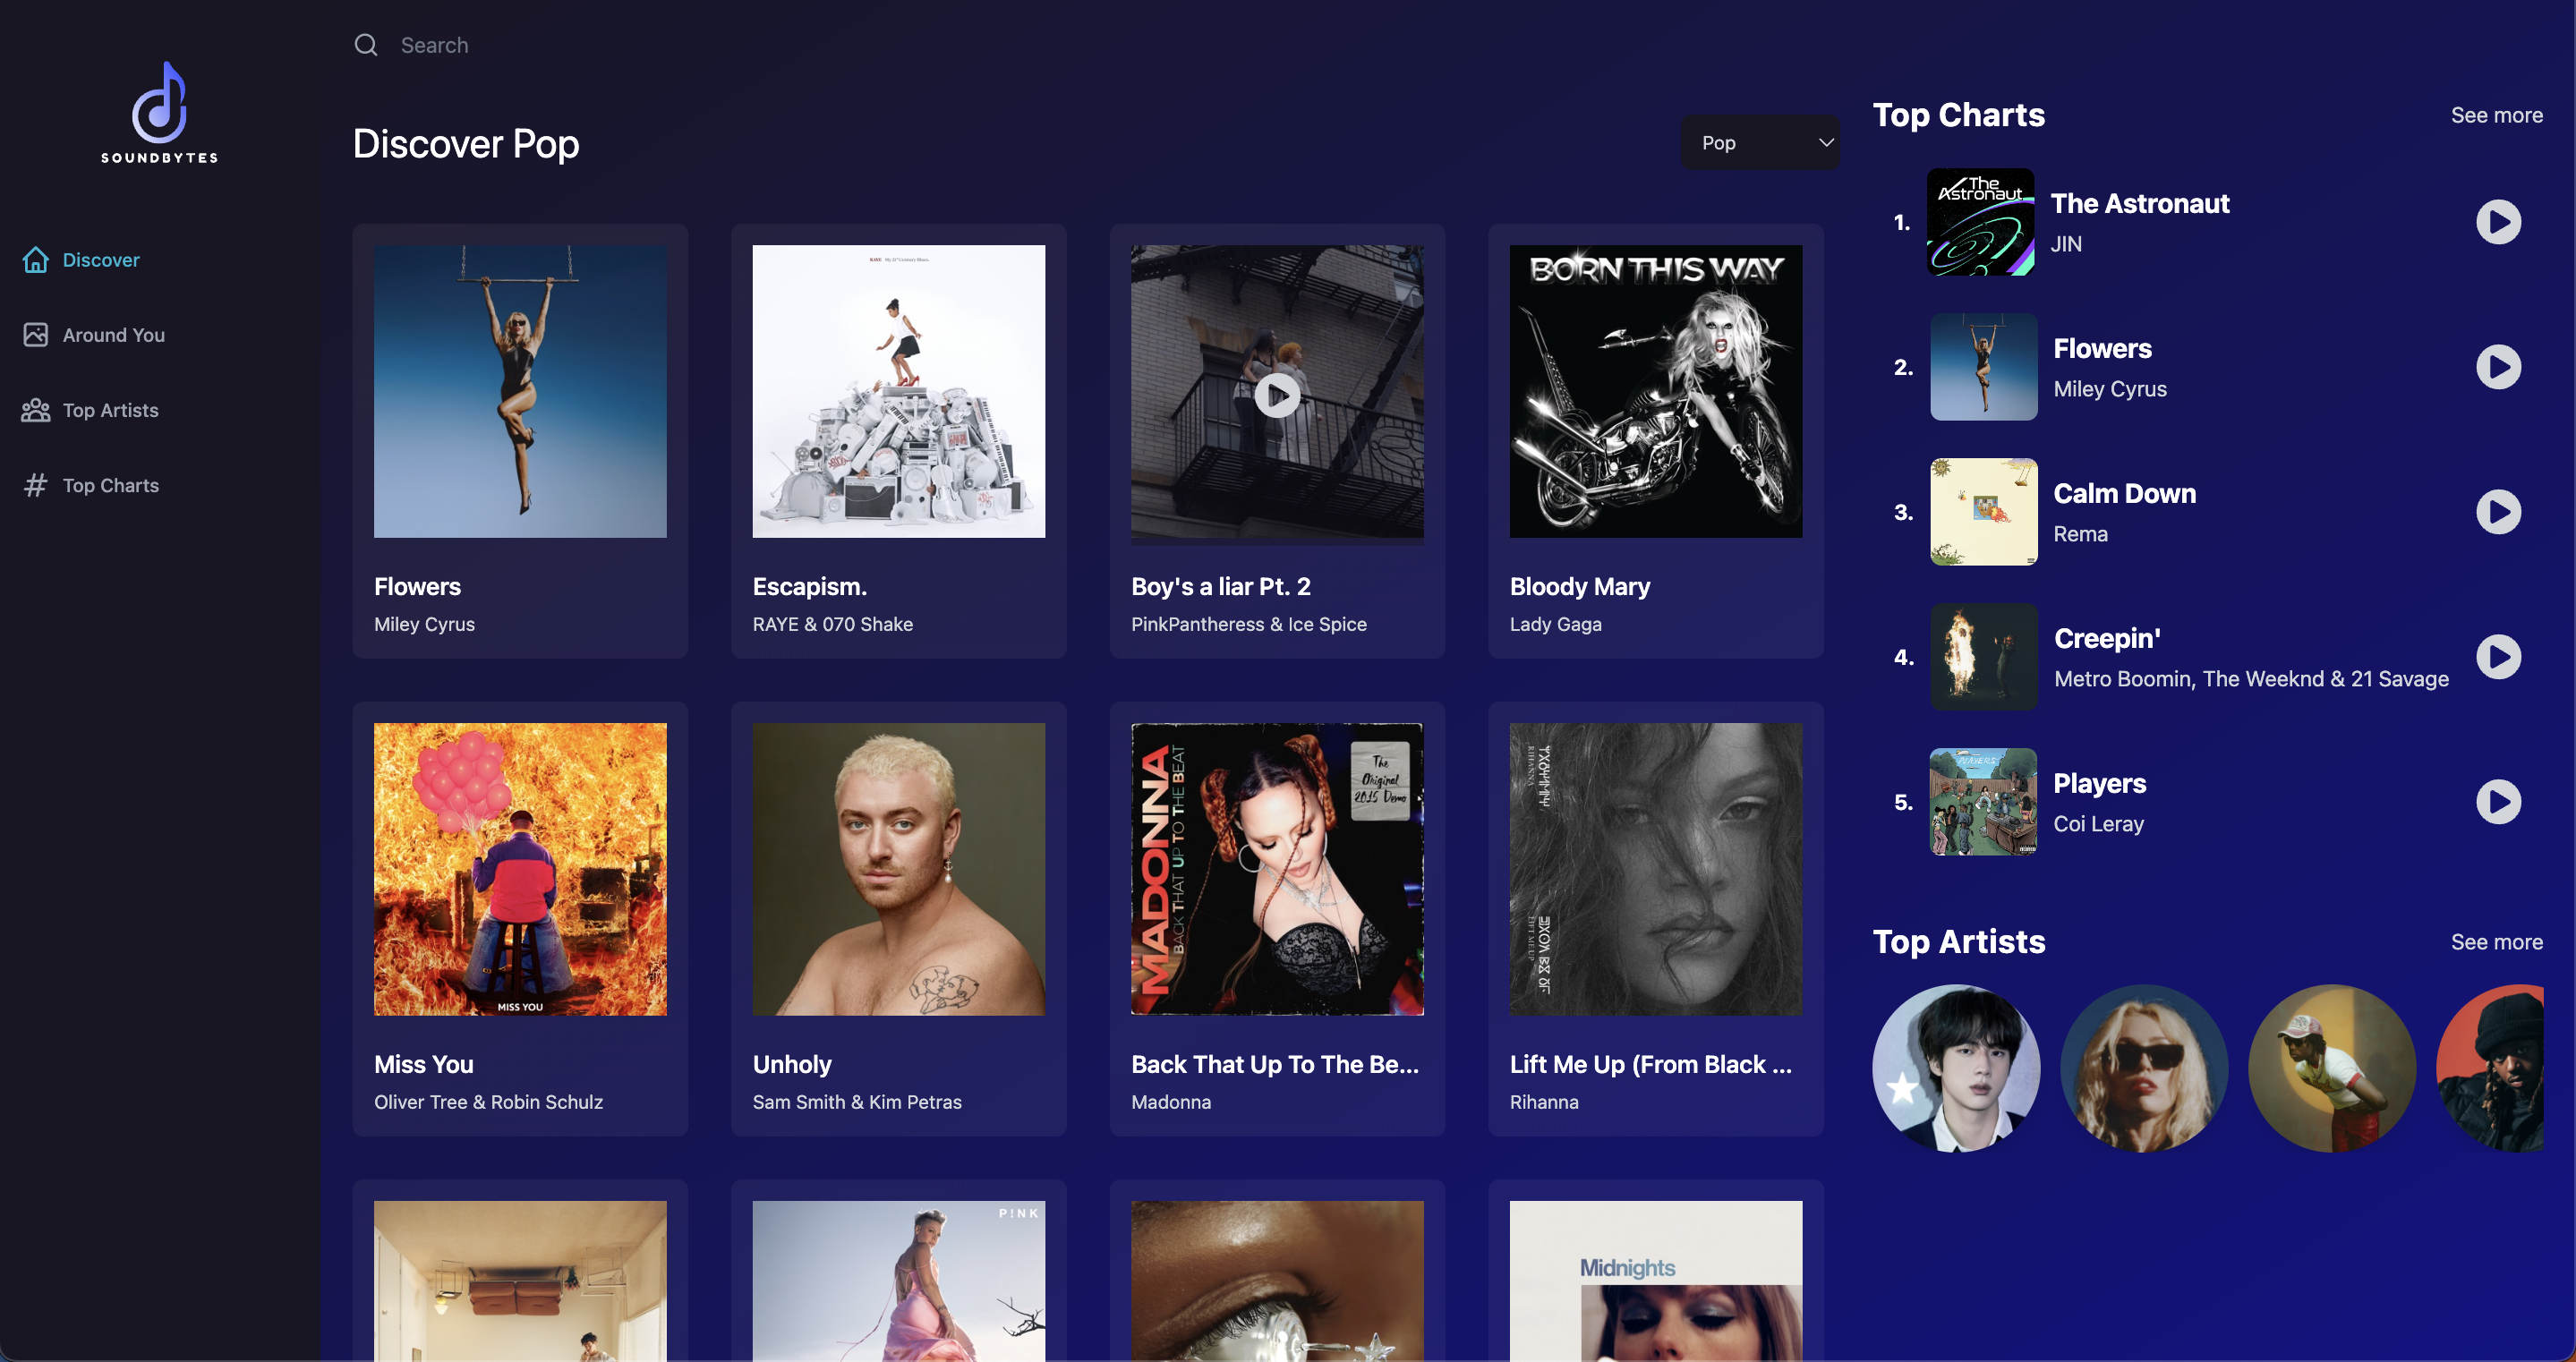 SOUNDBYTES
Discover
Around You
Top Artists
Top Charts
Search
Discover Pop
Pop
BORN THIS WAY
Flowers
Miley Cyrus
Escapism.
RAYE & 070 Shake
Boy's a liar Pt. 2
PinkPantheress & Ice Spice
Bloody Mary
Lady Gaga
MISS YOU
MADONNA
BACK THAT UP TO THE BEAT
The
Original
2015 Demo
RIHANNA
LIFT ME UP
Miss You
Oliver Tree & Robin Schulz
Unholy
Sam Smith & Kim Petras
Back That Up To The Be...
Madonna
Lift Me Up (From Black ...
Rihanna
P!NK
Midnights
Top Charts
See more
1.
The
Astronaut
The Astronaut
JIN
2.
Flowers
Miley Cyrus
3.
Calm Down
Rema
4.
Creepin'
Metro Boomin, The Weeknd & 21 Savage
5.
PLAYERS
Players
Coi Leray
Top Artists
See more